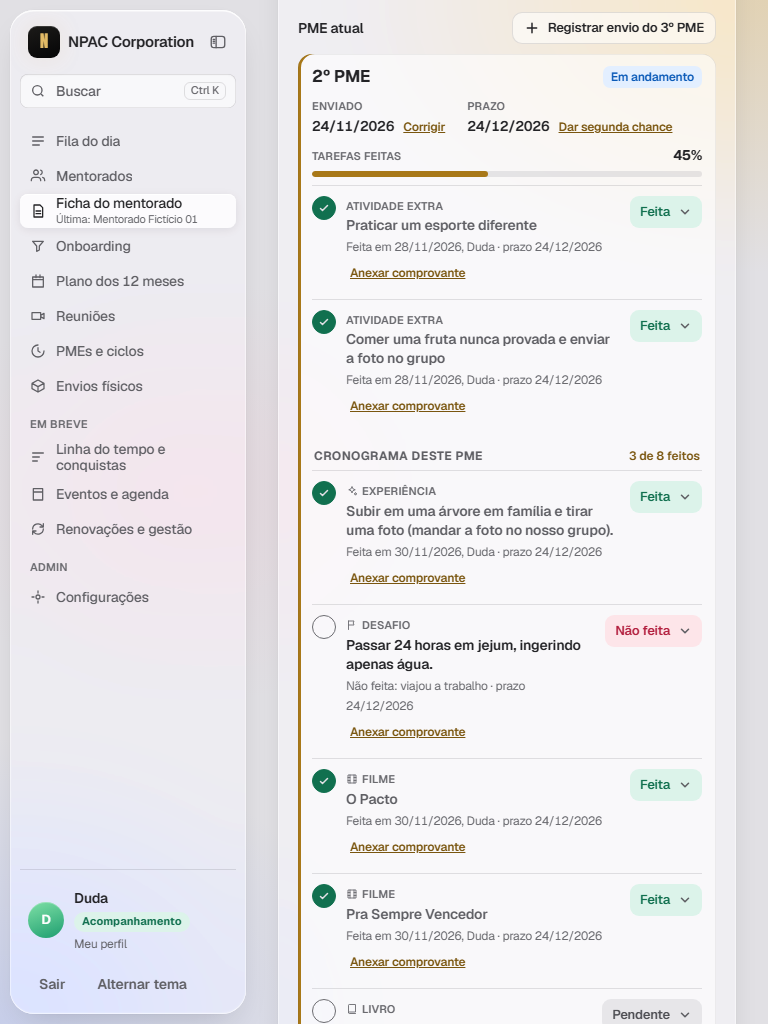 N
NPAC Corporation
Buscar
Ctrl K
Fila do dia
Mentorados
Ficha do mentorado
Última: Mentorado Fictício 01
Onboarding
Plano dos 12 meses
Reuniões
PMEs e ciclos
Envios físicos
EM BREVE
Linha do tempo e
conquistas
Eventos e agenda
Renovações e gestão
ADMIN
Configurações
D
Duda
Acompanhamento
Meu perfil
Sair
Alternar tema
PME atual
Registrar envio do 3º PME
2º PME
Em andamento
ENVIADO
PRAZO
24/11/2026 Corrigir
24/12/2026 Dar segunda chance
TAREFAS FEITAS
45%
ATIVIDADE EXTRA
Feita
Praticar um esporte diferente
Feita em 28/11/2026, Duda · prazo 24/12/2026
Anexar comprovante
ATIVIDADE EXTRA
Feita
Comer uma fruta nunca provada e enviar
a foto no grupo
Feita em 28/11/2026, Duda · prazo 24/12/2026
Anexar comprovante
CRONOGRAMA DESTE PME
3 de 8 feitos
EXPERIÊNCIA
Feita
Subir em uma árvore em família e tirar
uma foto (mandar a foto no nosso grupo).
Feita em 30/11/2026, Duda · prazo 24/12/2026
Anexar comprovante
DESAFIO
Não feita
Passar 24 horas em jejum, ingerindo
apenas água.
Não feita: viajou a trabalho · prazo
24/12/2026
Anexar comprovante
FILME
Feita
O Pacto
Feita em 30/11/2026, Duda · prazo 24/12/2026
Anexar comprovante
FILME
Feita
Pra Sempre Vencedor
Feita em 30/11/2026, Duda · prazo 24/12/2026
Anexar comprovante
LIVRO
Pendente